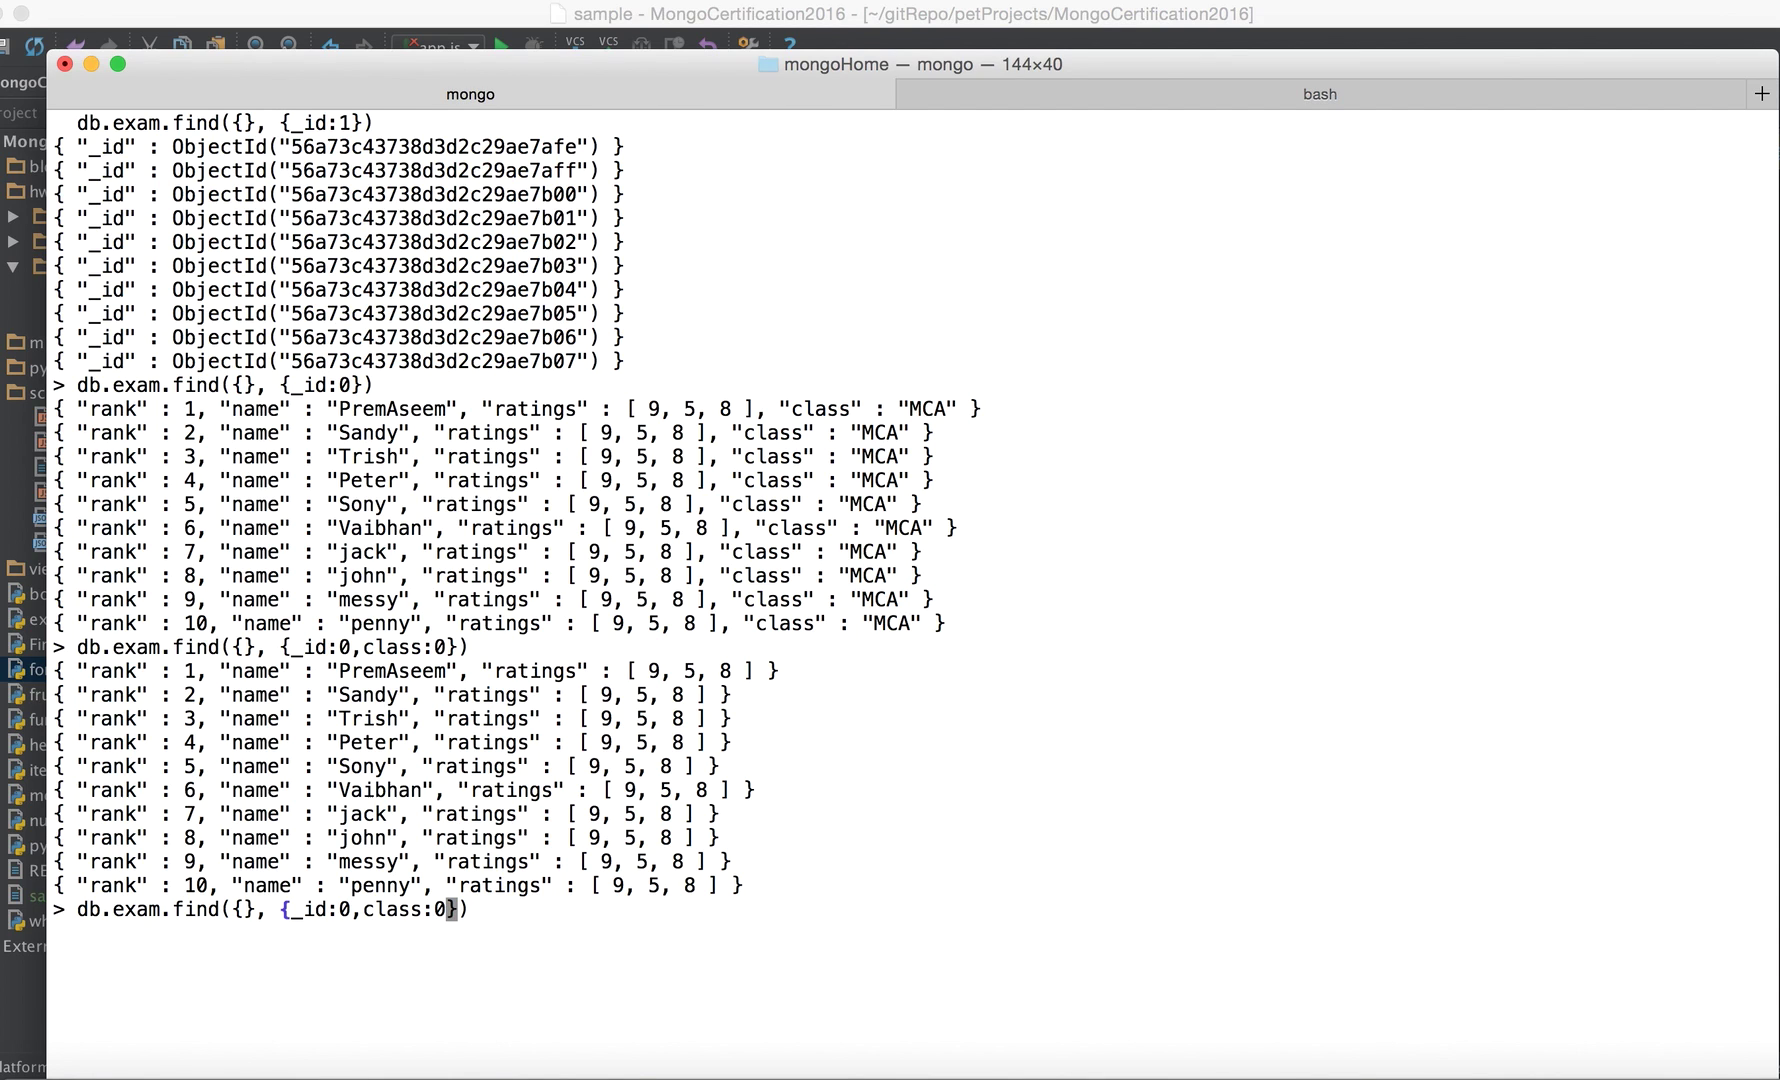 sample - MongoCertification2016 - [~/gitRepo/petProjects/MongoCertification2016]
VCS VCS ?
mongoHome — mongo — 144×40
mongo bash +
db.exam.find({}, {_id:1})
{ "_id" : ObjectId("56a73c43738d3d2c29ae7afe") }
{ "_id" : ObjectId("56a73c43738d3d2c29ae7aff") }
{ "_id" : ObjectId("56a73c43738d3d2c29ae7b00") }
{ "_id" : ObjectId("56a73c43738d3d2c29ae7b01") }
{ "_id" : ObjectId("56a73c43738d3d2c29ae7b02") }
{ "_id" : ObjectId("56a73c43738d3d2c29ae7b03") }
{ "_id" : ObjectId("56a73c43738d3d2c29ae7b04") }
{ "_id" : ObjectId("56a73c43738d3d2c29ae7b05") }
{ "_id" : ObjectId("56a73c43738d3d2c29ae7b06") }
{ "_id" : ObjectId("56a73c43738d3d2c29ae7b07") }
> db.exam.find({}, {_id:0})
{ "rank" : 1, "name" : "PremAseem", "ratings" : [ 9, 5, 8 ], "class" : "MCA" }
{ "rank" : 2, "name" : "Sandy", "ratings" : [ 9, 5, 8 ], "class" : "MCA" }
{ "rank" : 3, "name" : "Trish", "ratings" : [ 9, 5, 8 ], "class" : "MCA" }
{ "rank" : 4, "name" : "Peter", "ratings" : [ 9, 5, 8 ], "class" : "MCA" }
{ "rank" : 5, "name" : "Sony", "ratings" : [ 9, 5, 8 ], "class" : "MCA" }
{ "rank" : 6, "name" : "Vaibhan", "ratings" : [ 9, 5, 8 ], "class" : "MCA" }
{ "rank" : 7, "name" : "jack", "ratings" : [ 9, 5, 8 ], "class" : "MCA" }
{ "rank" : 8, "name" : "john", "ratings" : [ 9, 5, 8 ], "class" : "MCA" }
{ "rank" : 9, "name" : "messy", "ratings" : [ 9, 5, 8 ], "class" : "MCA" }
{ "rank" : 10, "name" : "penny", "ratings" : [ 9, 5, 8 ], "class" : "MCA" }
> db.exam.find({}, {_id:0,class:0})
{ "rank" : 1, "name" : "PremAseem", "ratings" : [ 9, 5, 8 ] }
{ "rank" : 2, "name" : "Sandy", "ratings" : [ 9, 5, 8 ] }
{ "rank" : 3, "name" : "Trish", "ratings" : [ 9, 5, 8 ] }
{ "rank" : 4, "name" : "Peter", "ratings" : [ 9, 5, 8 ] }
{ "rank" : 5, "name" : "Sony", "ratings" : [ 9, 5, 8 ] }
{ "rank" : 6, "name" : "Vaibhan", "ratings" : [ 9, 5, 8 ] }
{ "rank" : 7, "name" : "jack", "ratings" : [ 9, 5, 8 ] }
{ "rank" : 8, "name" : "john", "ratings" : [ 9, 5, 8 ] }
{ "rank" : 9, "name" : "messy", "ratings" : [ 9, 5, 8 ] }
{ "rank" : 10, "name" : "penny", "ratings" : [ 9, 5, 8 ] }
> db.exam.find({}, {_id:0,class:0})